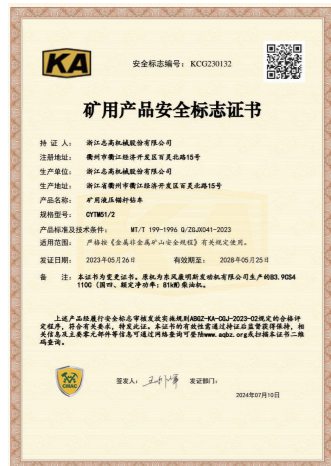 KA
安全标志编号： KCG230132
矿用产品安全标志证书
持 证 人： 浙江志高机械股份有限公司
注册地址： 衢州市衢江经济开发区百灵北路15号
生产单位： 浙江志高机械股份有限公司
生产地址： 浙江省衢州市衢江经济开发区百灵北路15号
产品名称： 矿用液压锚杆钻车
规格型号： CYTM51/2
产品标准及技术条件： MT/T 199-1996 Q/ZGJX041-2023
适用范围： 严格按《金属非金属矿山安全规程》有关规定使用。
发证日期： 2023年05月26日 有效期至： 2028年05月25日
备 注： 本证书为变更证书。原机为东风康明斯发动机有限公司生产的B3.9CS4
110C（国四、额定功率：81kW)柴油机。
上述产品经履行安全标志审核发放实施规则ABGZ-KA-CGJ-2023-02规定的合格评
定程序，符合有关要求，特发此证。本证书的有效性需通过持证后监督获得保持，相
关信息及主要零元部件等信息可通过网络查询可登陆www.aqbz.org或扫描本证书二维
码查询。
CMAC
签发人：
发证部门：
2024年07月10日